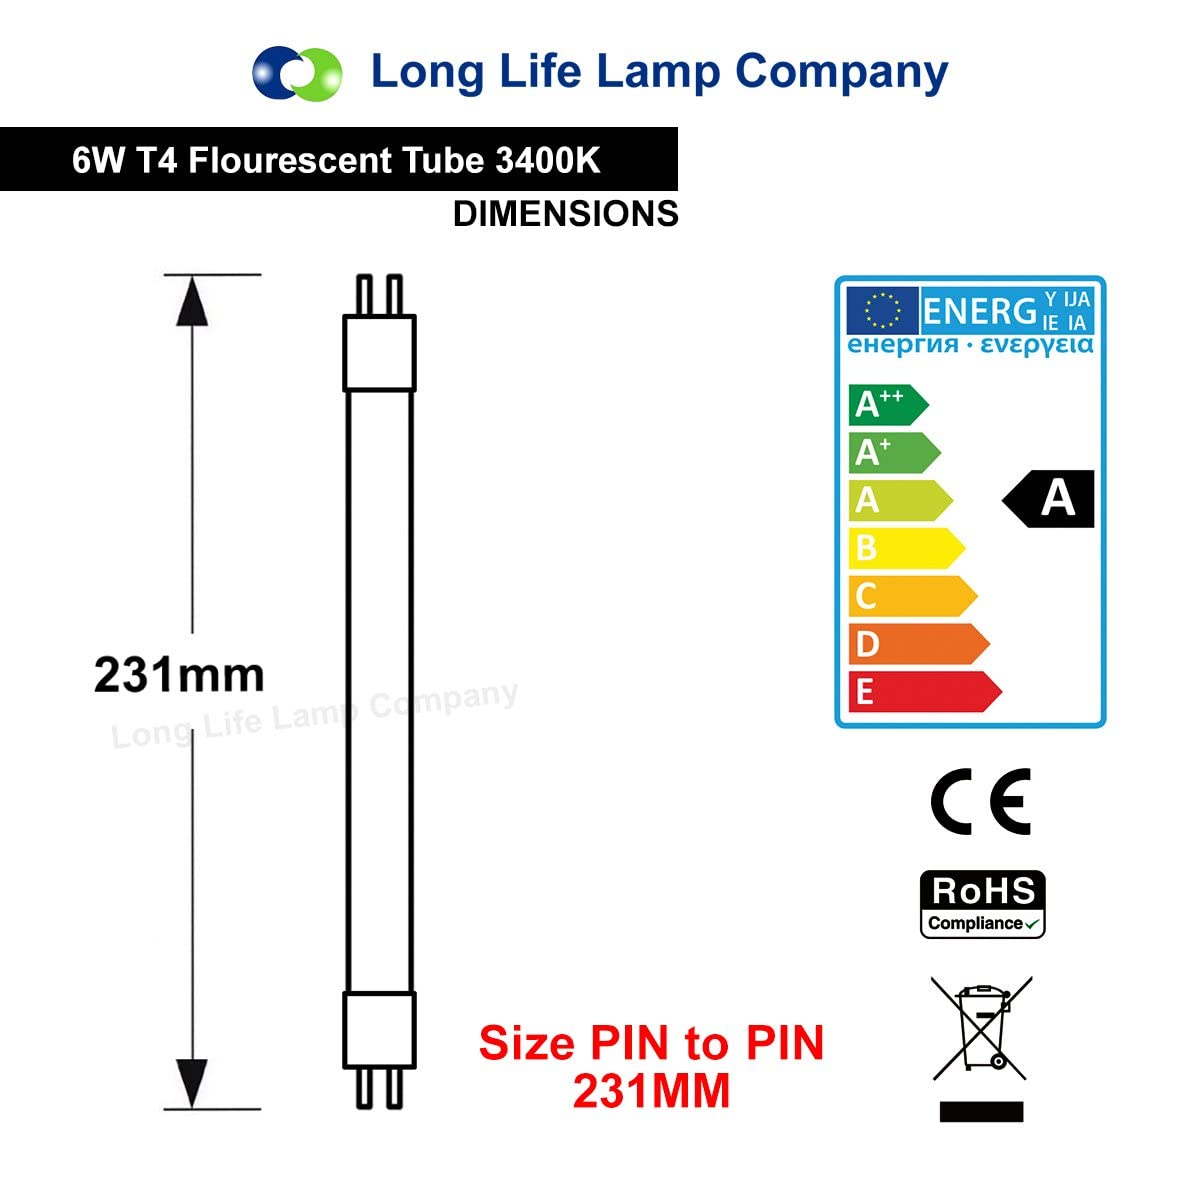 Long Life Lamp Company
6W T4 Flourescent Tube 3400K
DIMENSIONS
ENERG Y IJA
IE IA
енергия · ενεργεια
A++
A+
A
B
C
D
E
A
231mm
Long Life Lamp Company
CE
RoHS
Compliance
Size PIN to PIN
231MM